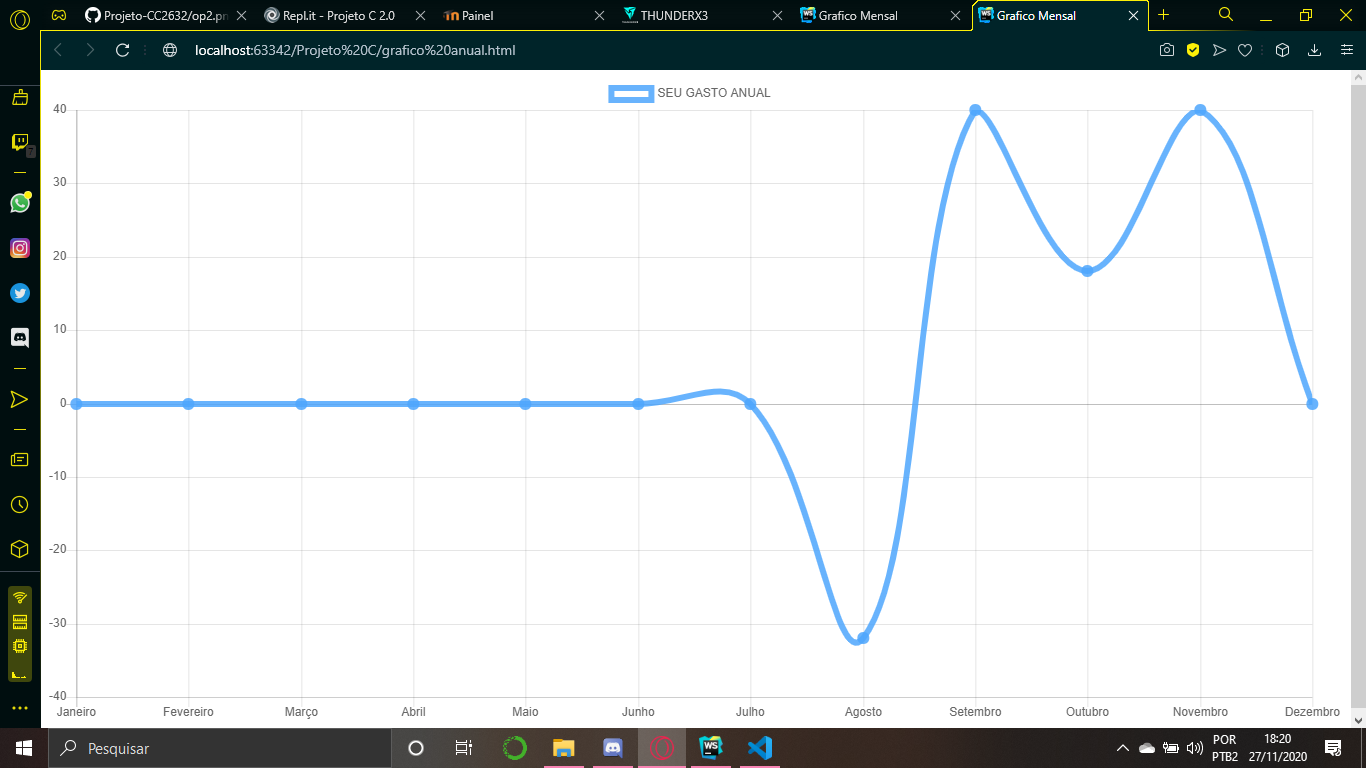 Projeto-CC2632/op2.pn
Repl.it - Projeto C 2.0
Painel
THUNDERX3
Grafico Mensal
Grafico Mensal
localhost:63342/Projeto%20C/grafico%20anual.html
SEU GASTO ANUAL
40
30
20
10
0
-10
-20
-30
-40
Janeiro Fevereiro Março Abril Maio Junho Julho Agosto Setembro Outubro Novembro Dezembro
Pesquisar
POR
PTB2
18:20
27/11/2020